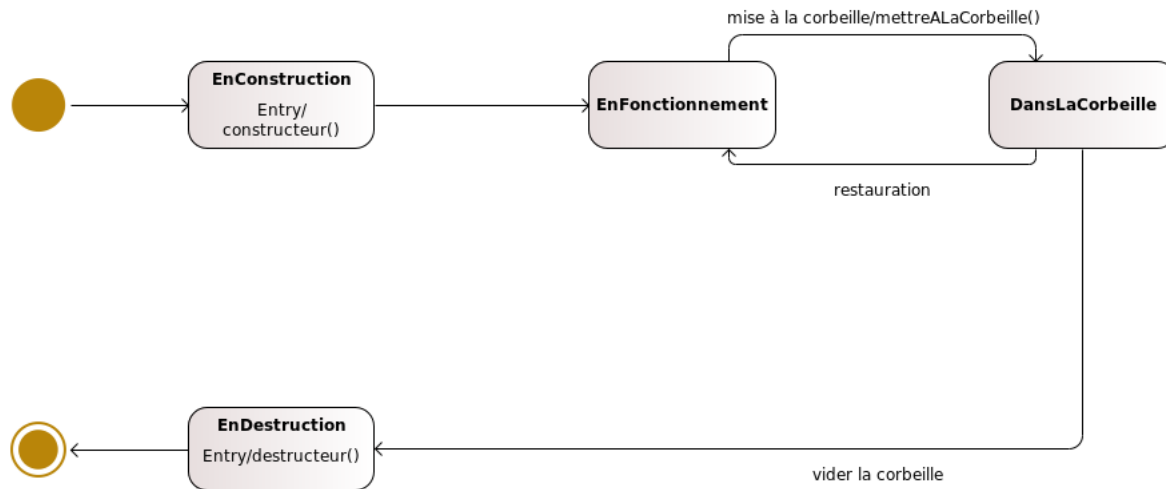 mise à la corbeille/mettreALaCorbeille()
EnConstruction
Entry/
constructeur()
EnFonctionnement
DansLaCorbeille
restauration
EnDestruction
Entry/destructeur()
vider la corbeille